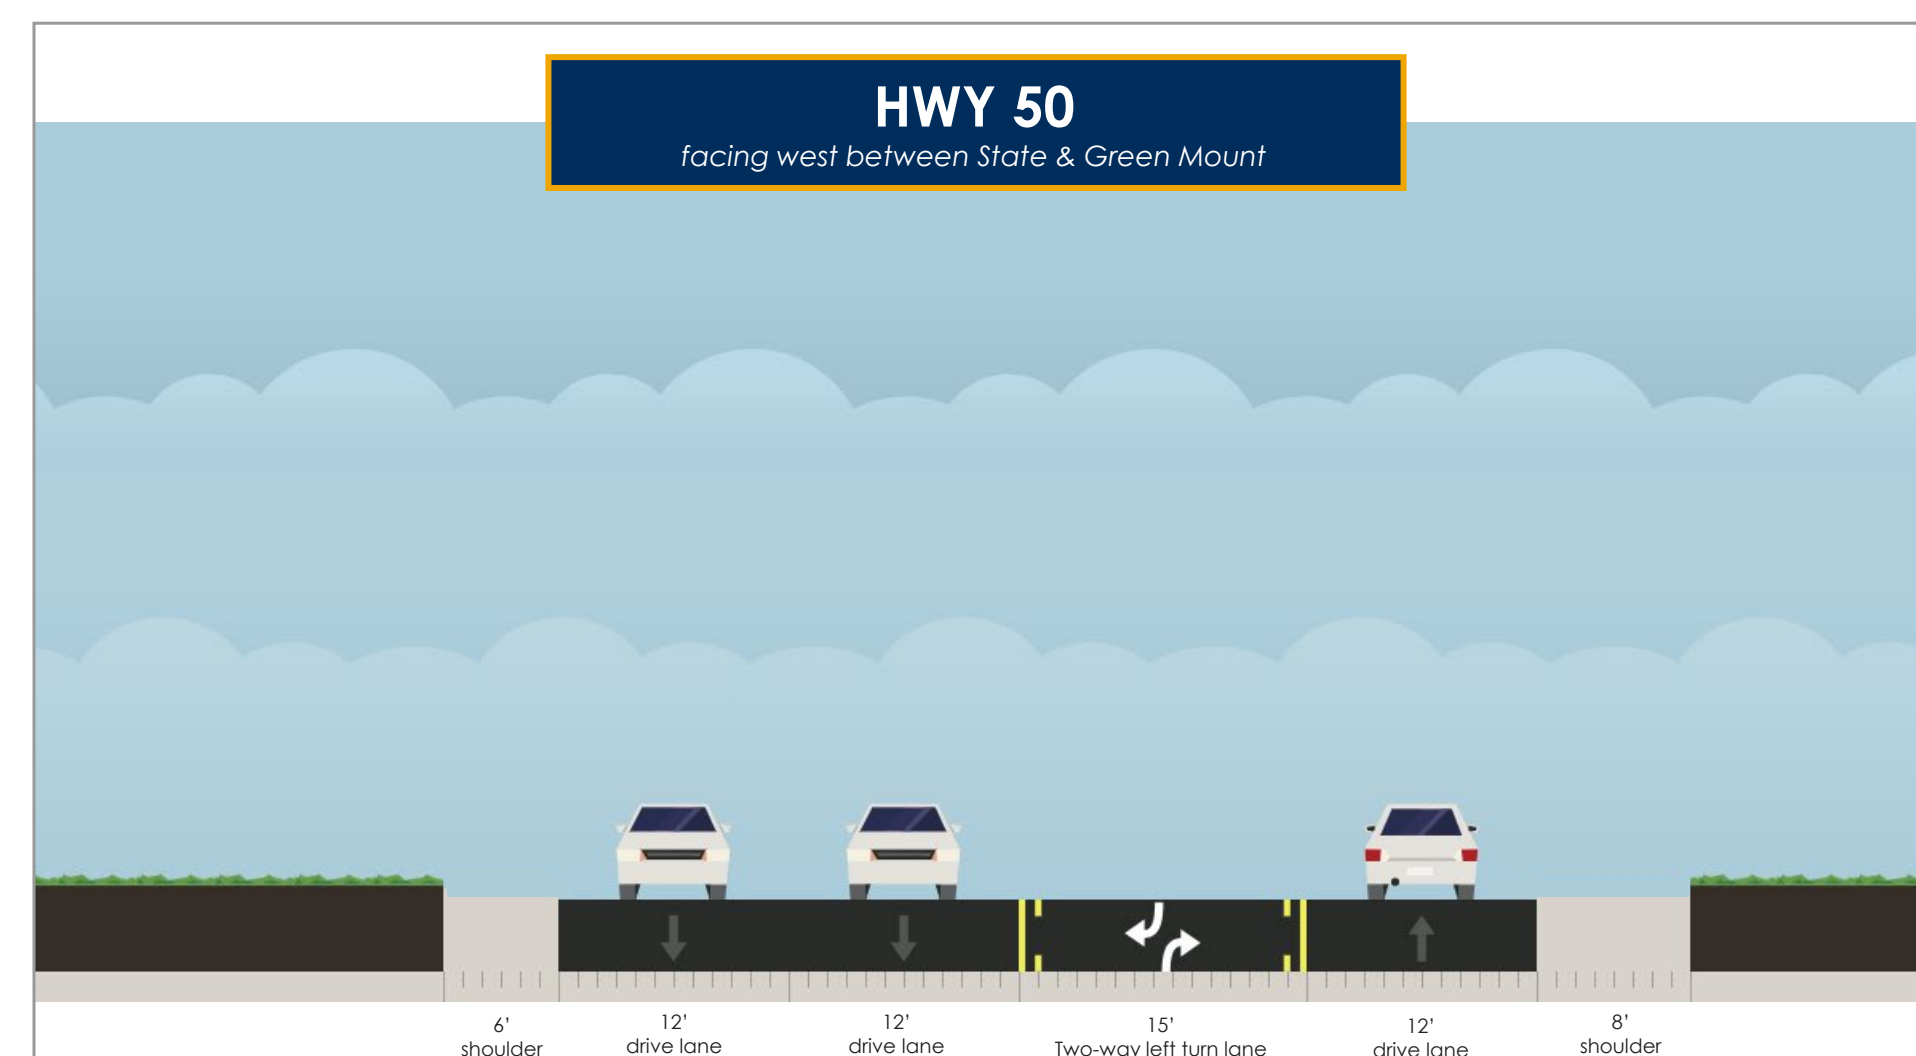 HWY 50
facing west between State & Green Mount
6’
shoulder
12’
drive lane
12’
drive lane
15’
Two-way left turn lane
12’
drive lane
8’
shoulder